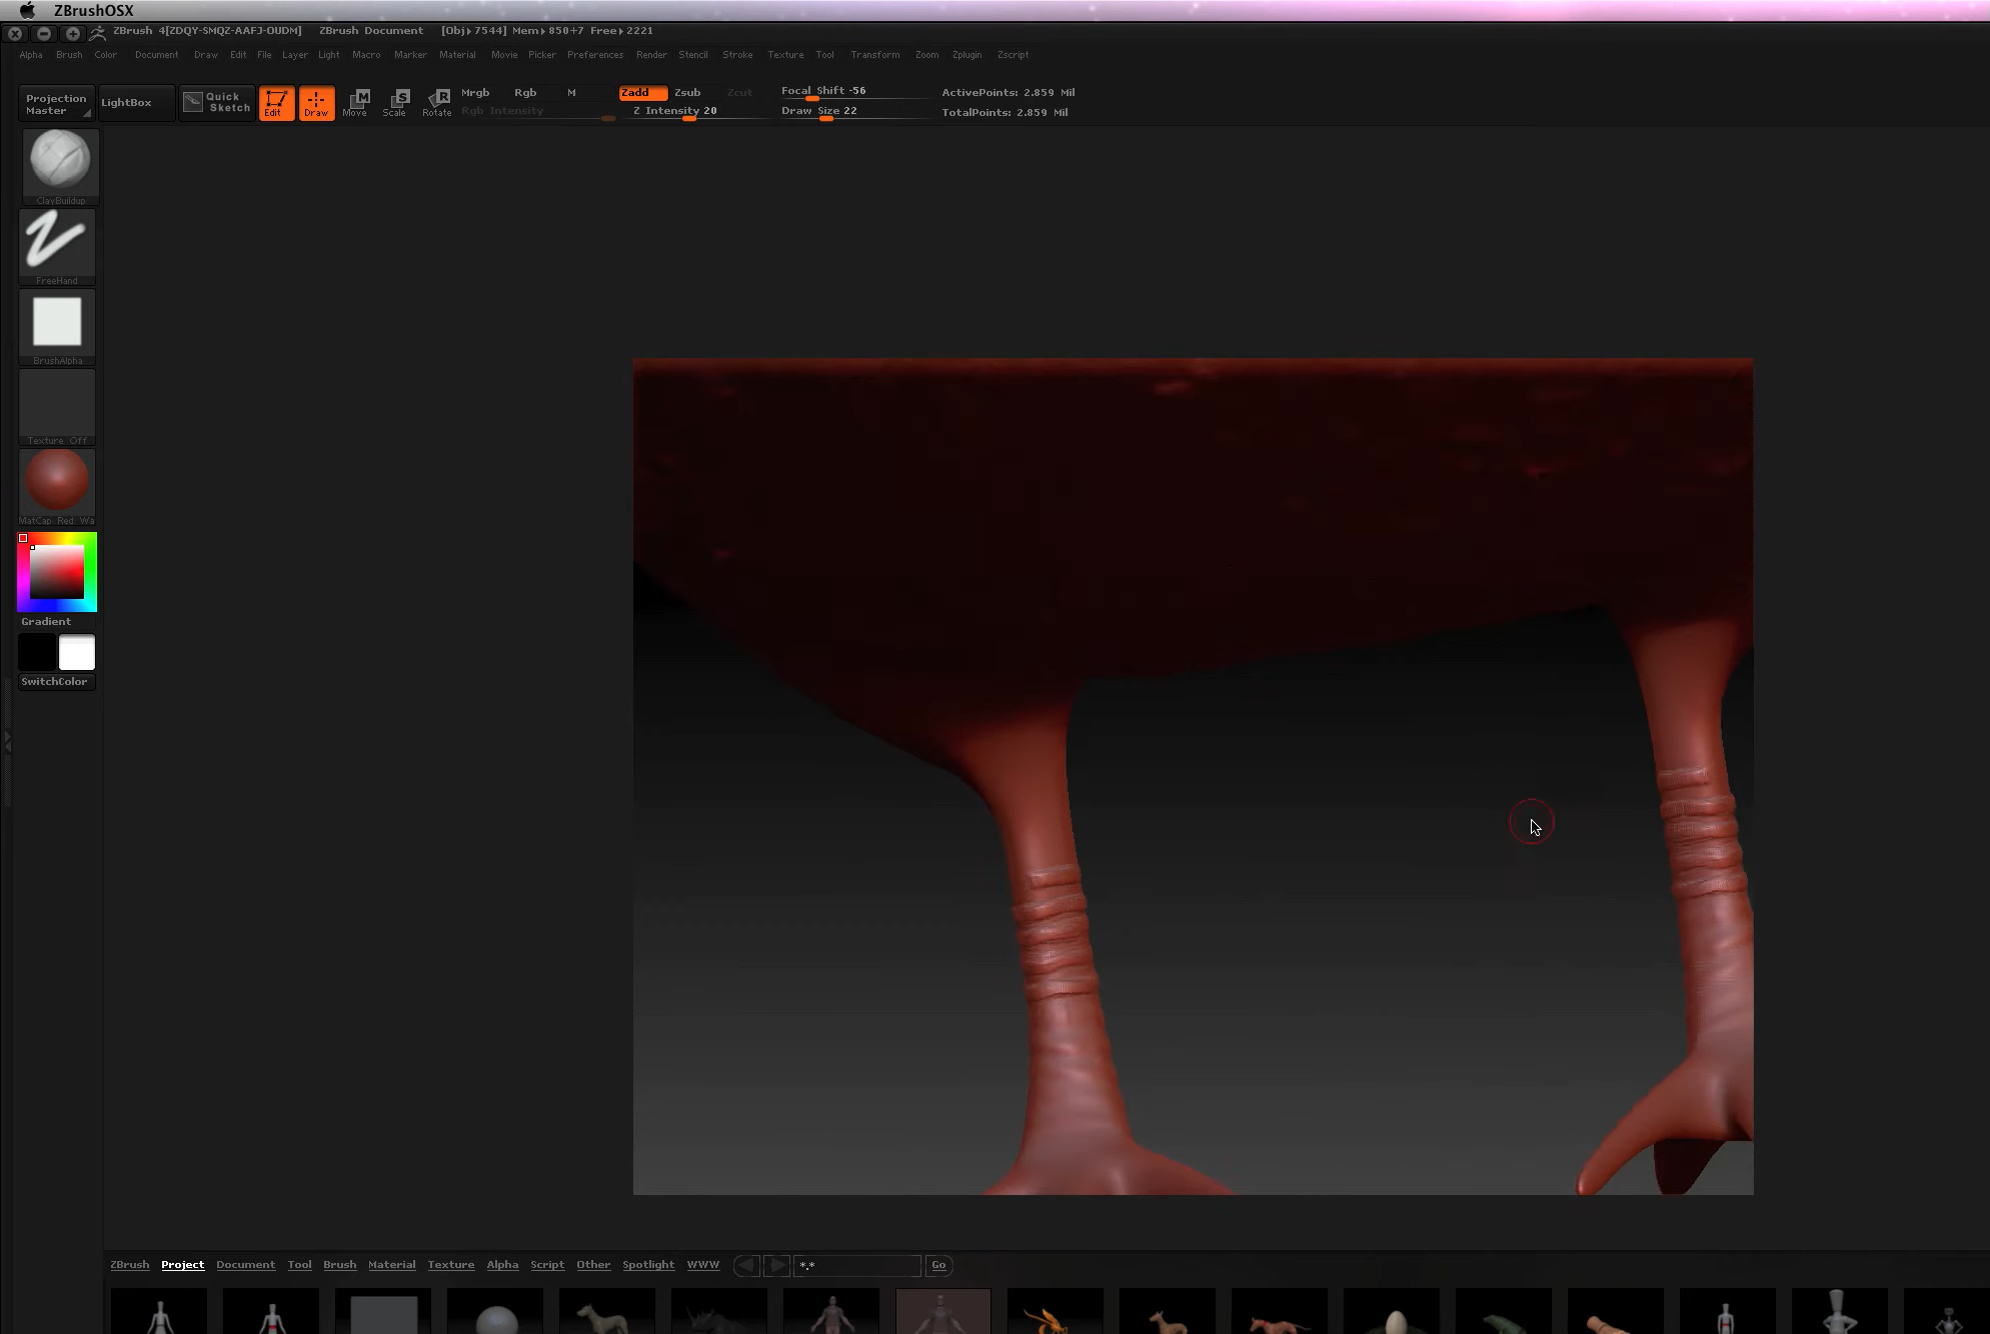 ZBrushOSX
ZBrush 4[ZDQY-SMQZ-AAFJ-OUDM] ZBrush Document [Obj▸7544] Mem▸850+7 Free▸2221
Alpha Brush Color Document Draw Edit File Layer Light Macro Marker Material Movie Picker Preferences Render Stencil Stroke Texture Tool Transform Zoom Zplugin Zscript
Projection Master
LightBox
Quick Sketch
Edit
Draw
Move
Scale
Rotate
Mrgb Rgb M Zadd Zsub Zcut
Rgb Intensity Z Intensity 20
Focal Shift -56
Draw Size 22
ActivePoints: 2.859 Mil
TotalPoints: 2.859 Mil
ClayBuildup
FreeHand
BrushAlpha
Texture Off
MatCap Red Wa
Gradient
SwitchColor
ZBrush Project Document Tool Brush Material Texture Alpha Script Other Spotlight WWW *.* Go